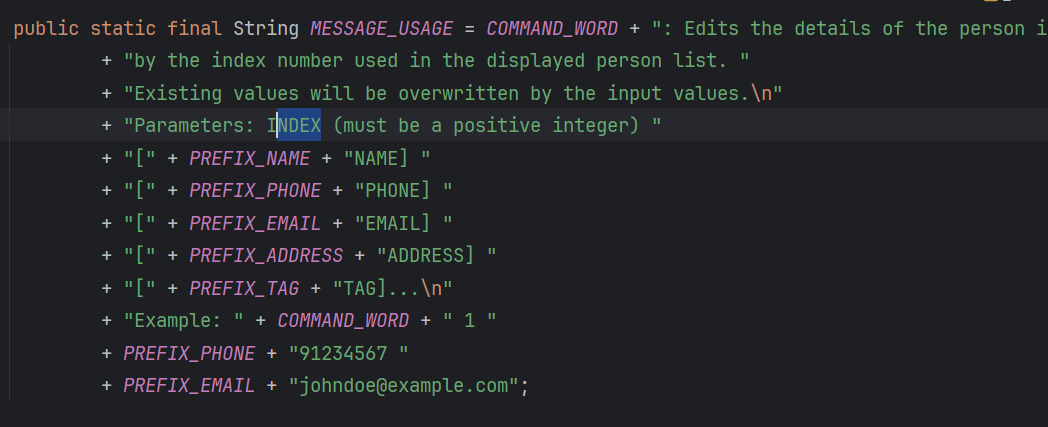 public static final String MESSAGE_USAGE = COMMAND_WORD + ": Edits the details of the person
+ "by the index number used in the displayed person list. "
+ "Existing values will be overwritten by the input values.\n"
+ "Parameters: INDEX (must be a positive integer) "
+ "[" + PREFIX_NAME + "NAME] "
+ "[" + PREFIX_PHONE + "PHONE] "
+ "[" + PREFIX_EMAIL + "EMAIL] "
+ "[" + PREFIX_ADDRESS + "ADDRESS] "
+ "[" + PREFIX_TAG + "TAG]...\n"
+ "Example: " + COMMAND_WORD + " 1 "
+ PREFIX_PHONE + "91234567 "
+ PREFIX_EMAIL + "johndoe@example.com";